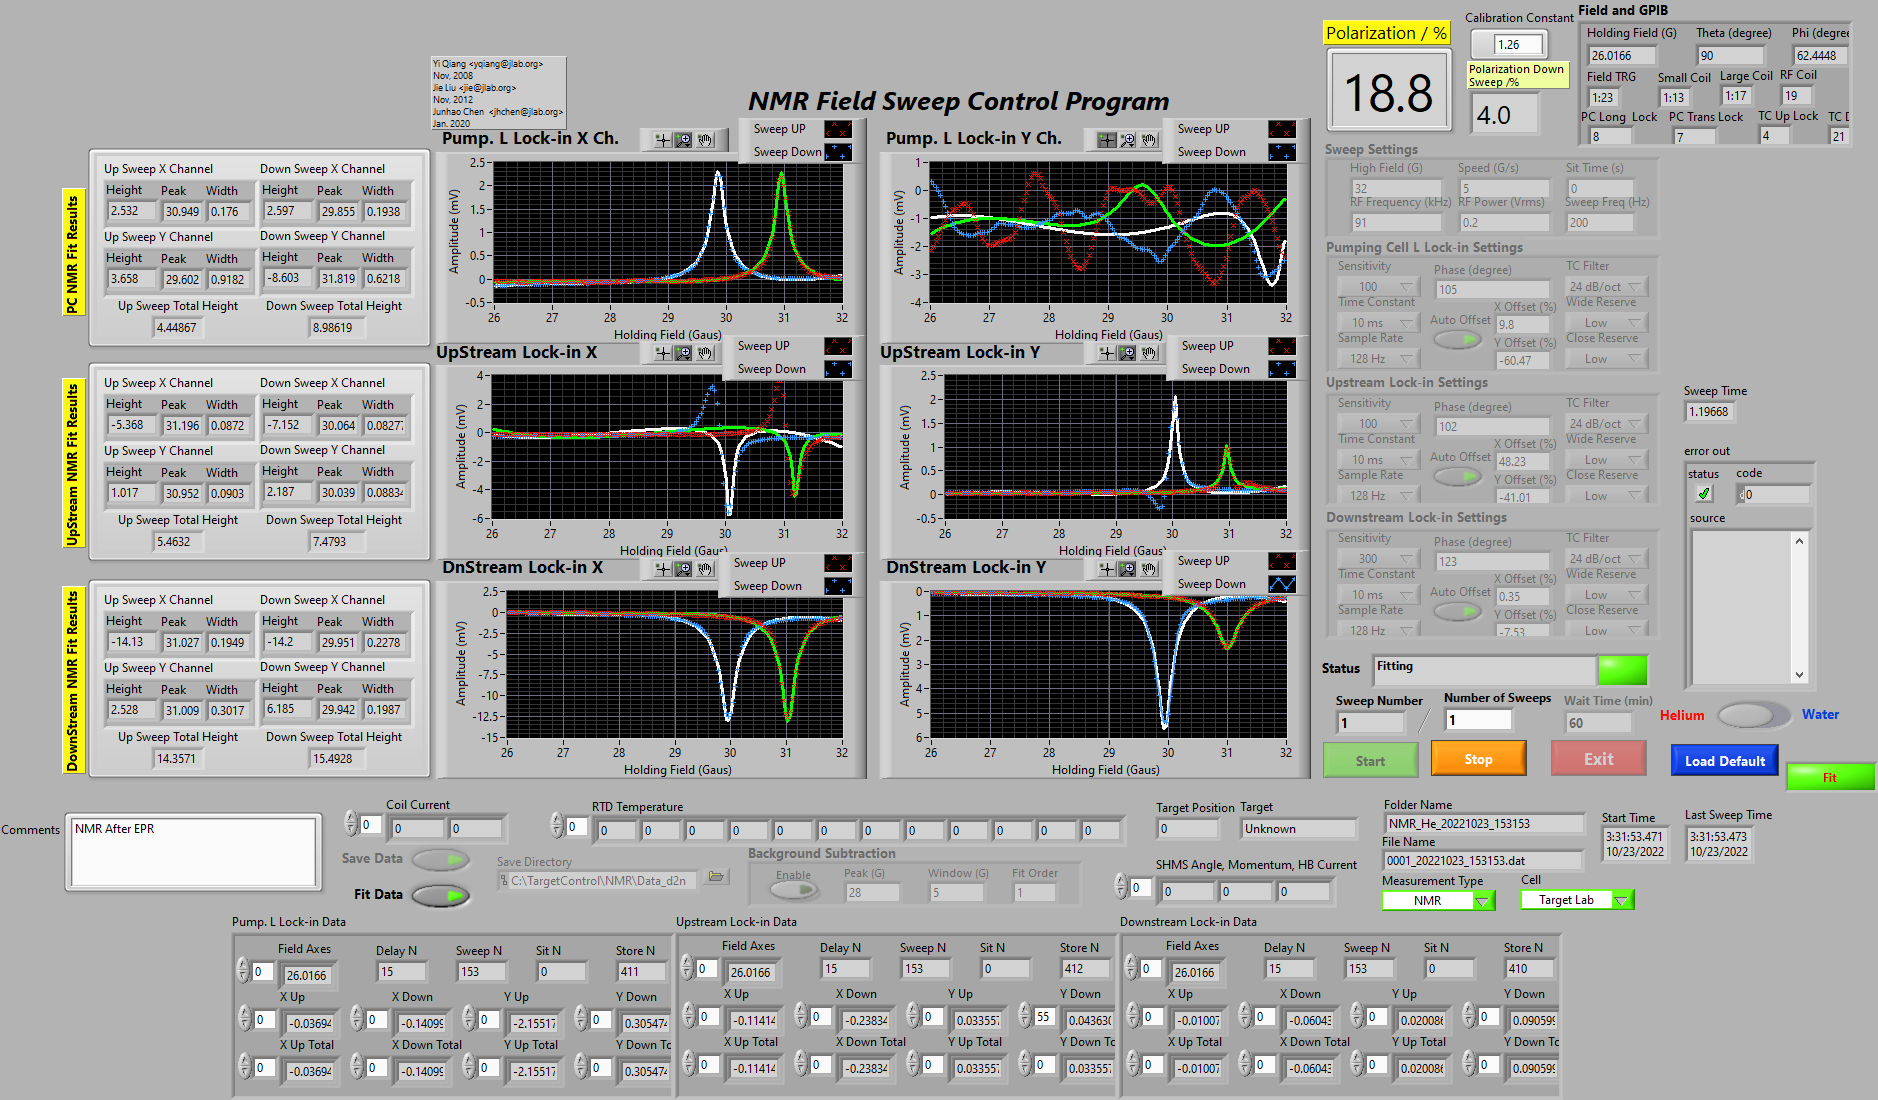 Yi Qiang <yqiang@jlab.org>
Nov, 2008
Jie Liu <jie@jlab.org>
Nov, 2012
Junhao Chen <jhchen@jlab.org>
Jan. 2020
NMR Field Sweep Control Program
Polarization / %
18.8
Calibration Constant
1.26
Polarization Down
Sweep /%
4.0
Field and GPIB
Holding Field (G) Theta (degree) Phi (degree
26.0166 90 62.4448
Field TRG Small Coil Large Coil RF Coil
1:23 1:13 1:17 19
PC Long Lock PC Trans Lock TC Up Lock TC D
8 7 4 21
PC NMR Fit Results
Up Sweep X Channel Down Sweep X Channel
Height Peak Width Height Peak Width
2.532 30.949 0.176 2.597 29.855 0.1938
Up Sweep Y Channel Down Sweep Y Channel
Height Peak Width Height Peak Width
3.658 29.602 0.9182 -8.603 31.819 0.6218
Up Sweep Total Height Down Sweep Total Height
4.44867 8.98619
Pump. L Lock-in X Ch.
Sweep UP
Sweep Down
Amplitude (mV)
2.5
2
1.5
1
0.5
0
-0.5
26 27 28 29 30 31 32
Holding Field (Gaus)
Pump. L Lock-in Y Ch.
Sweep UP
Sweep Down
Amplitude (mV)
1
0
-1
-2
-3
-4
26 27 28 29 30 31 32
Holding Field (Gaus)
UpStream NMR Fit Results
Up Sweep X Channel Down Sweep X Channel
Height Peak Width Height Peak Width
-5.368 31.196 0.0872 -7.152 30.064 0.0827
Up Sweep Y Channel Down Sweep Y Channel
Height Peak Width Height Peak Width
1.017 30.952 0.0903 2.187 30.039 0.0883
Up Sweep Total Height Down Sweep Total Height
5.4632 7.4793
UpStream Lock-in X
Sweep UP
Sweep Down
Amplitude (mV)
4
2
0
-2
-4
-6
26 27 28 29 30 31 32
Holding Field (Gaus)
UpStream Lock-in Y
Sweep UP
Sweep Down
Amplitude (mV)
2.5
2
1.5
1
0.5
0
-0.5
26 27 28 29 30 31 32
Holding Field (Gaus)
DownStream NMR Fit Results
Up Sweep X Channel Down Sweep X Channel
Height Peak Width Height Peak Width
-14.13 31.027 0.1949 -14.2 29.951 0.2278
Up Sweep Y Channel Down Sweep Y Channel
Height Peak Width Height Peak Width
2.528 31.009 0.3017 6.185 29.942 0.1987
Up Sweep Total Height Down Sweep Total Height
14.3571 15.4928
DnStream Lock-in X
Sweep UP
Sweep Down
Amplitude (mV)
2.5
0
-2.5
-5
-7.5
-10
-12.5
-15
26 27 28 29 30 31 32
Holding Field (Gaus)
DnStream Lock-in Y
Sweep UP
Sweep Down
Amplitude (mV)
0
1
2
3
4
5
6
26 27 28 29 30 31 32
Holding Field (Gaus)
Sweep Settings
High Field (G) Speed (G/s) Sit Time (s)
32 5 0
RF Frequency (kHz) RF Power (Vrms) Sweep Freq (Hz)
91 0.2 200
Pumping Cell L Lock-in Settings
Sensitivity Phase (degree) TC Filter
100 105 24 dB/oct
Time Constant X Offset (%) Wide Reserve
10 ms Auto Offset 9.8 Low
Sample Rate Y Offset (%) Close Reserve
128 Hz -60.47 Low
Upstream Lock-in Settings
Sensitivity Phase (degree) TC Filter
100 102 24 dB/oct
Time Constant X Offset (%) Wide Reserve
10 ms Auto Offset 48.23 Low
Sample Rate Y Offset (%) Close Reserve
128 Hz -41.01 Low
Downstream Lock-in Settings
Sensitivity Phase (degree) TC Filter
300 123 24 dB/oct
Time Constant X Offset (%) Wide Reserve
10 ms Auto Offset 0.35 Low
Sample Rate Y Offset (%) Close Reserve
128 Hz -7.53 Low
Sweep Time
1.19668
error out
status code
0
source
Status Fitting
Sweep Number Number of Sweeps Wait Time (min)
1 / 1 60
Helium Water
Start Stop Exit Load Default Fit
Comments NMR After EPR
Coil Current
0 0 0
Save Data
Fit Data
RTD Temperature
0 0 0 0 0 0 0 0 0 0 0 0 0
Save Directory
C:\TargetControl\NMR\Data_d2n
Background Subtraction
Enable Peak (G) Window (G) Fit Order
28 5 1
Target Position Target
0 Unknown
SHMS Angle, Momentum, HB Current
0 0 0 0
Folder Name
NMR_He_20221023_153153
File Name
0001_20221023_153153.dat
Measurement Type Cell
NMR Target Lab
Start Time Last Sweep Time
3:31:53.471 3:31:53.473
10/23/2022 10/23/2022
Pump. L Lock-in Data
Field Axes Delay N Sweep N Sit N Store N
0 26.0166 15 153 0 411
X Up X Down Y Up Y Down
0 -0.03694 0 -0.14099 0 -2.15517 0 0.305474
X Up Total X Down Total Y Up Total Y Down Tc
0 -0.03694 0 -0.14099 0 -2.15517 0 0.305474
Upstream Lock-in Data
Field Axes Delay N Sweep N Sit N Store N
0 26.0166 15 153 0 412
X Up X Down Y Up Y Down
0 -0.11414 0 -0.23834 0 0.033557 55 0.043630
X Up Total X Down Total Y Up Total Y Down Tc
0 -0.11414 0 -0.23834 0 0.033557 0 0.033557
Downstream Lock-in Data
Field Axes Delay N Sweep N Sit N Store N
0 26.0166 15 153 0 410
X Up X Down Y Up Y Down
0 -0.01007 0 -0.06043 0 0.020086 0 0.090599
X Up Total X Down Total Y Up Total Y Down Tc
0 -0.01007 0 -0.06043 0 0.020086 0 0.090599